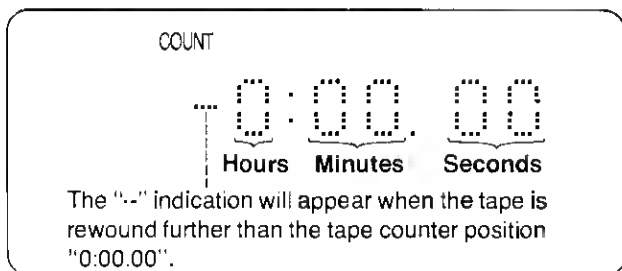 COUNT
-0:00.00
Hours Minutes Seconds
The "--" indication will appear when the tape is
rewound further than the tape counter position
"0:00.00".